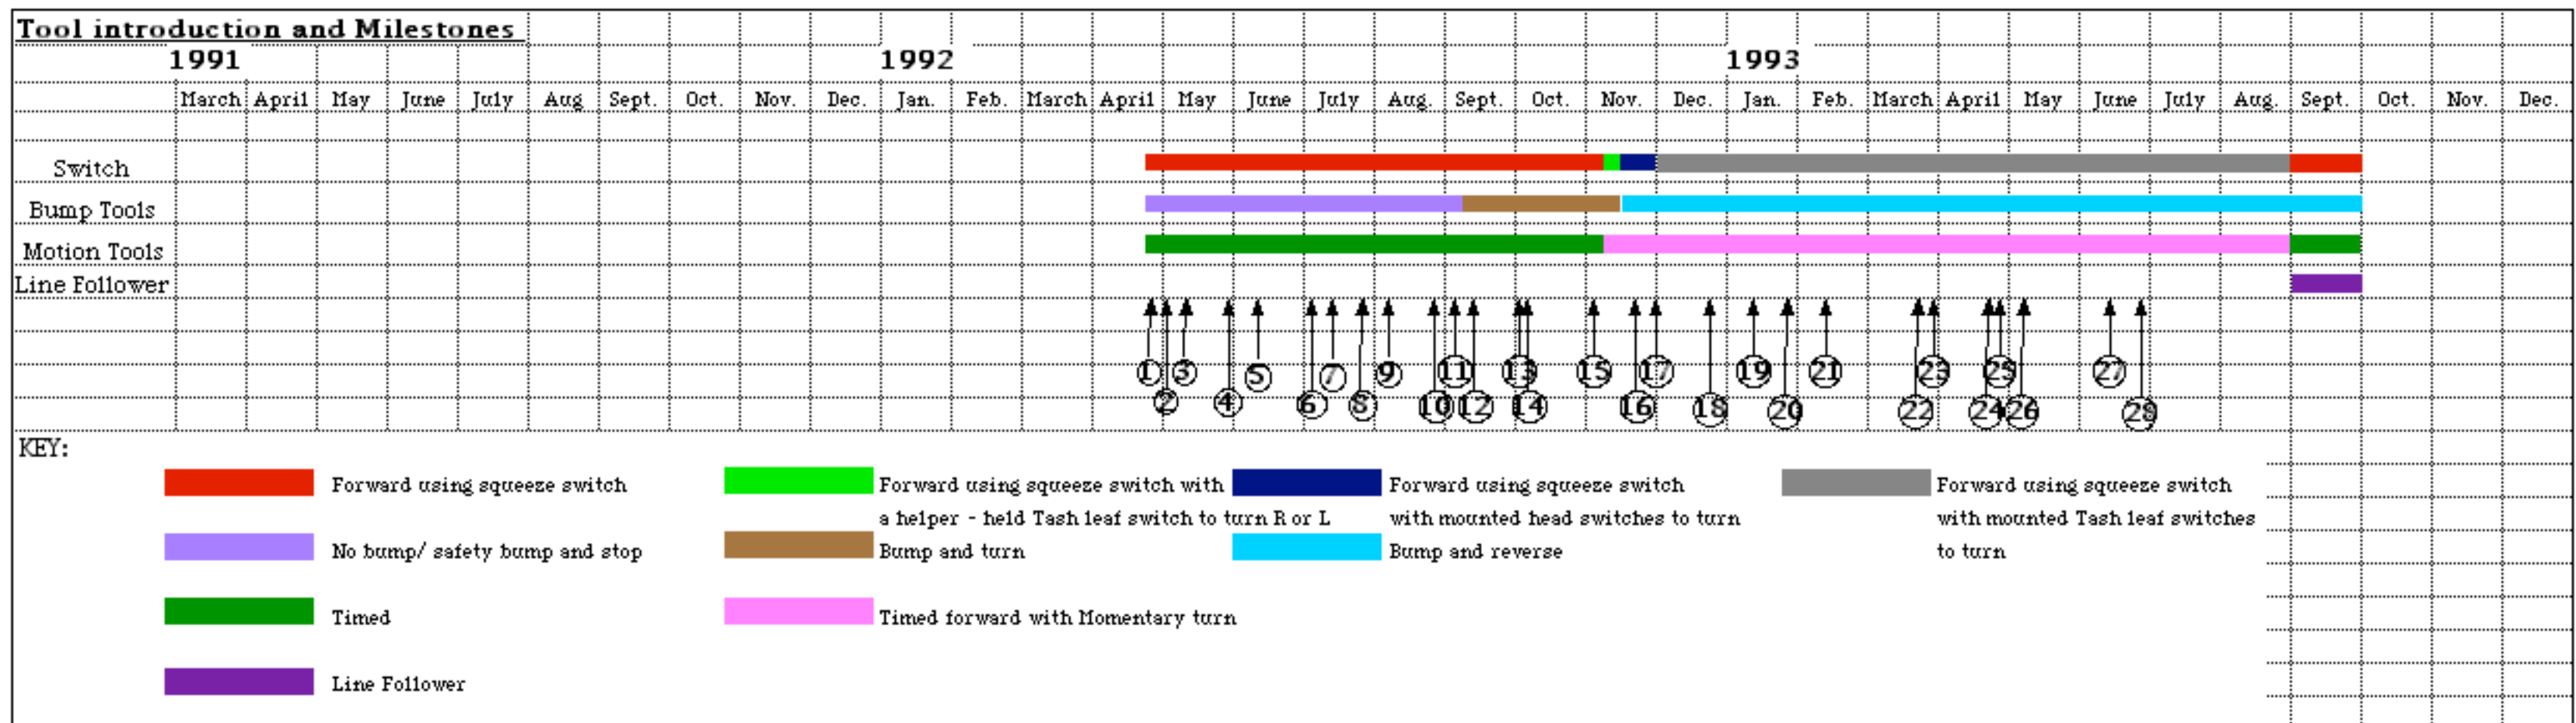 Tool introduction and Milestones
1991 1992 1993
March April May June July Aug Sept. Oct. Nov. Dec. Jan. Feb. March April May June July Aug. Sept. Oct. Nov. Dec. Jan. Feb. March April May June July Aug. Sept. Oct. Nov. Dec.
Switch
Bump Tools
Motion Tools
Line Follower
1 3 5 7 9 11 13 15 17 19 21 23 25 27
2 4 6 8 10 12 14 16 18 20 22 24 26 28
KEY:
Forward using squeeze switch
Forward using squeeze switch with
a helper - held Tash leaf switch to turn R or L
Forward using squeeze switch
with mounted head switches to turn
Forward using squeeze switch
with mounted Tash leaf switches
to turn
No bump/ safety bump and stop
Bump and turn
Bump and reverse
Timed
Timed forward with Momentary turn
Line Follower